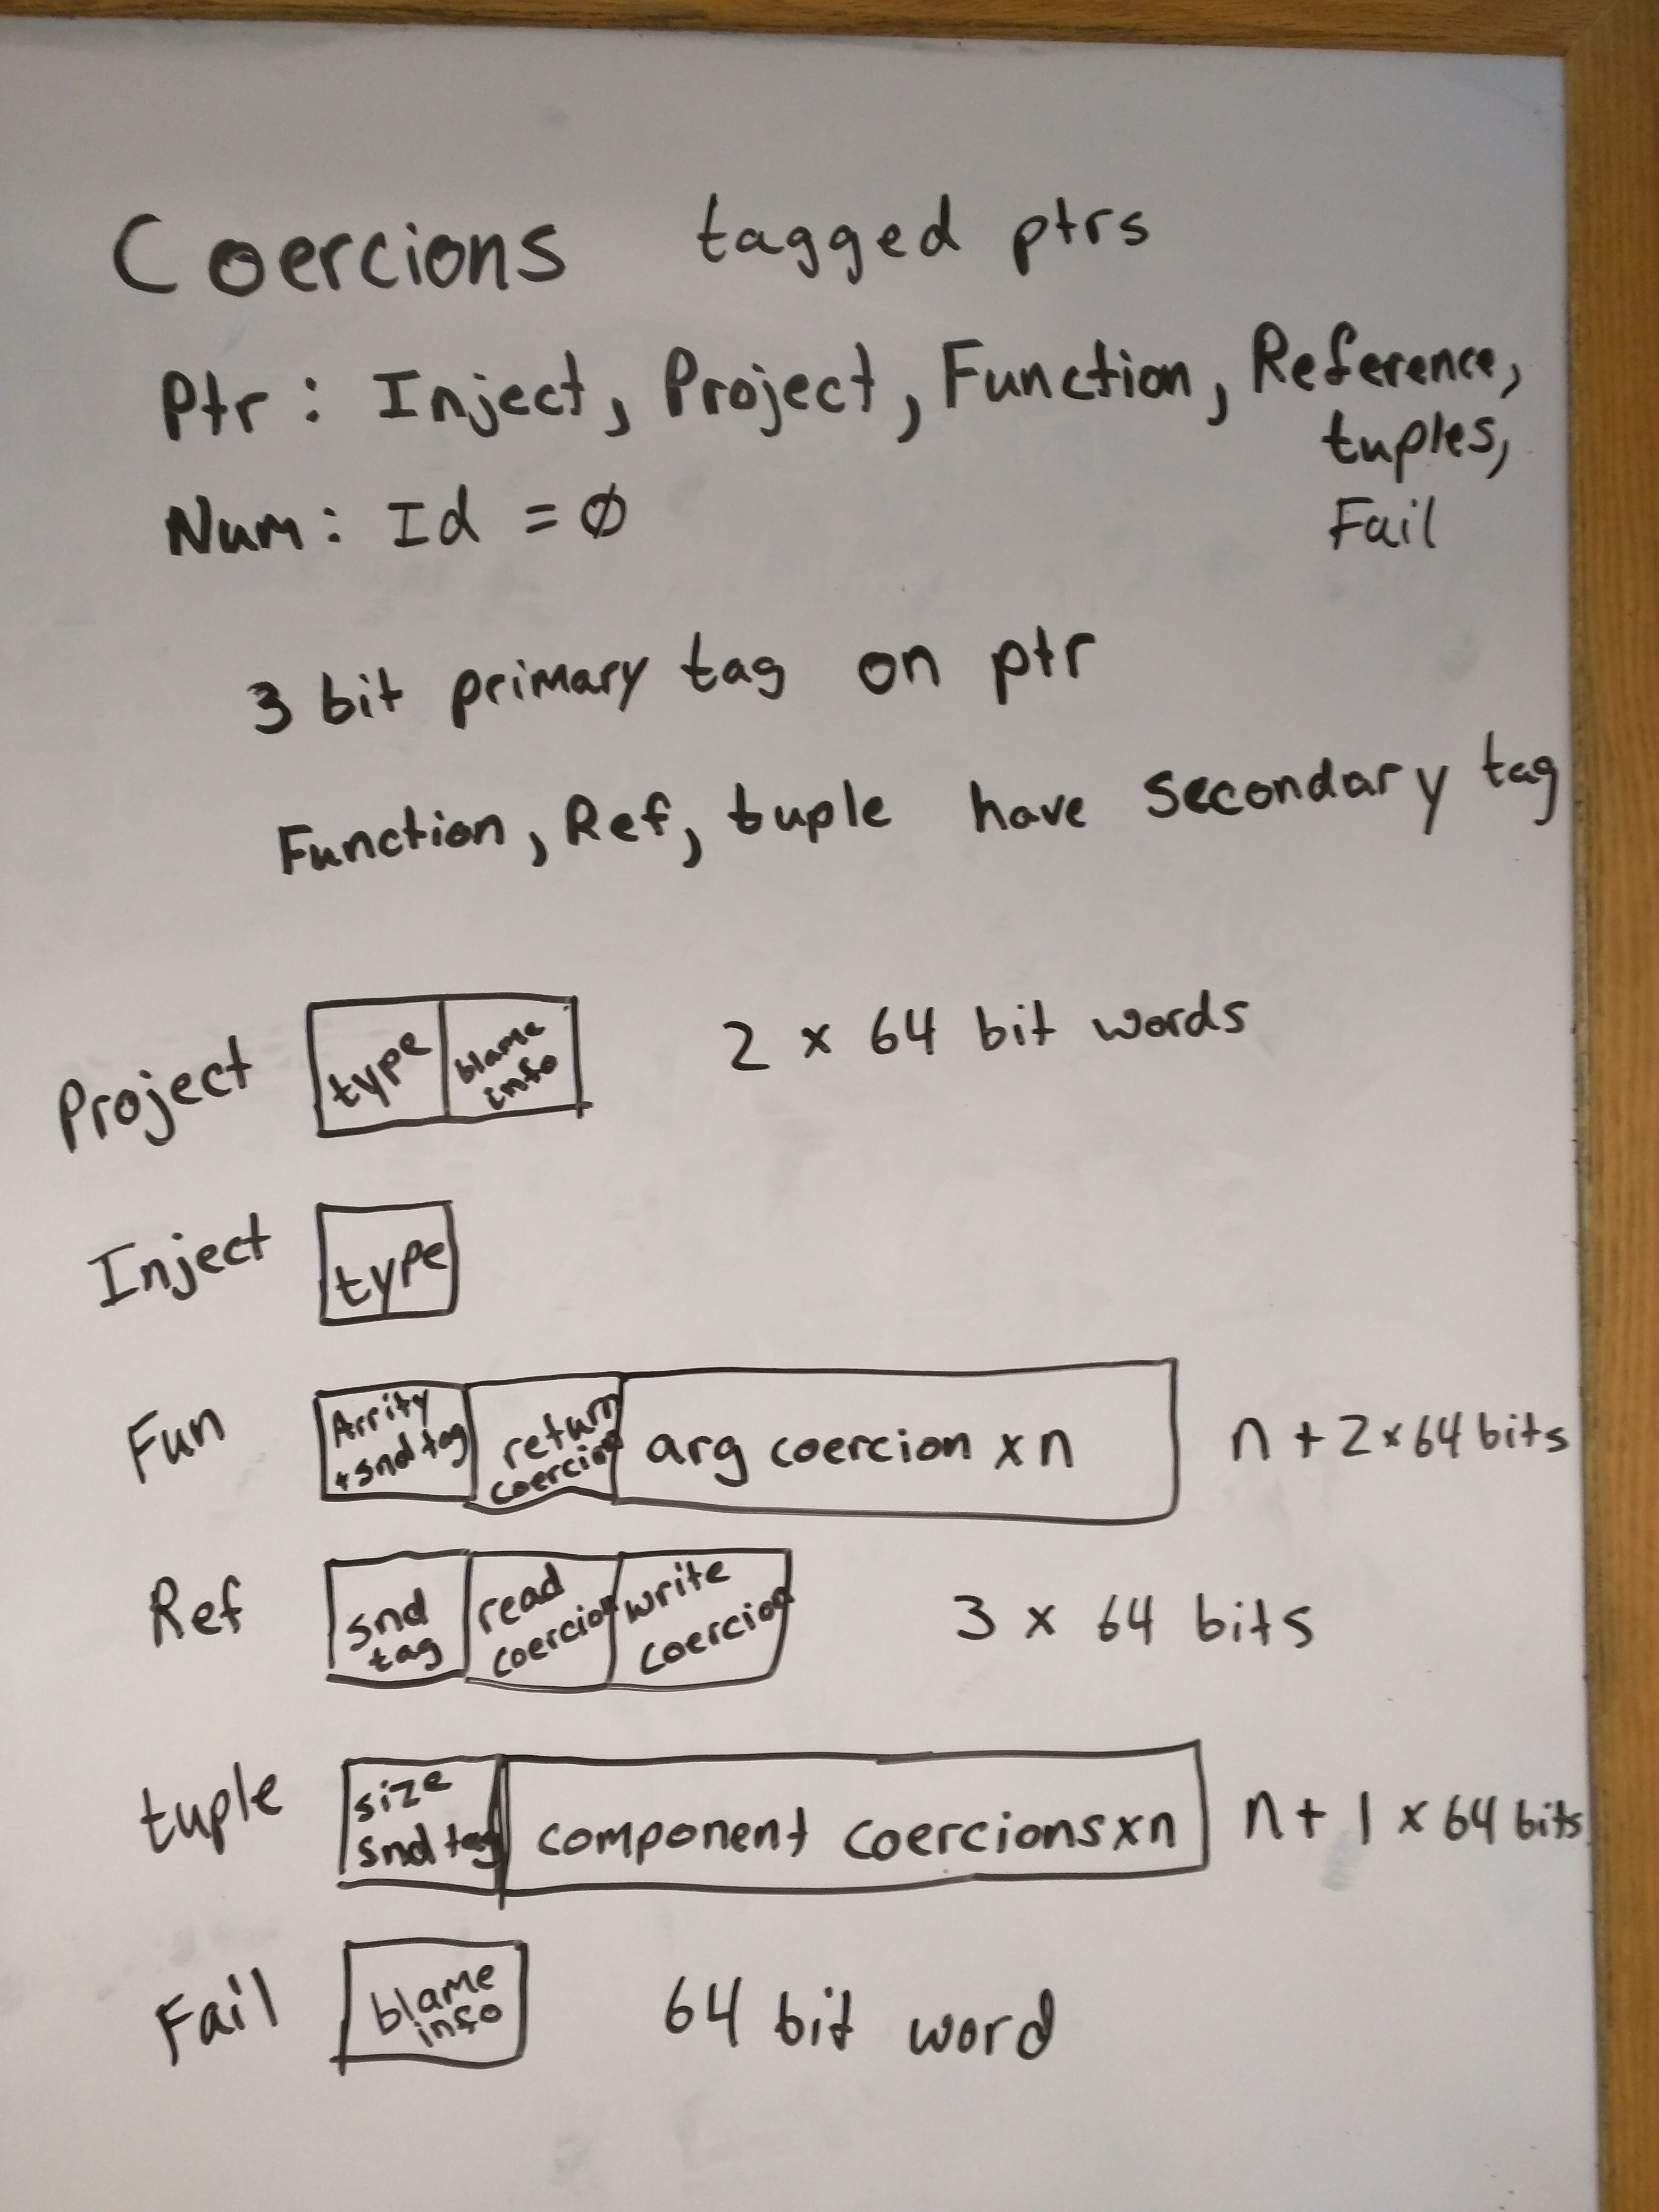 Coercions tagged ptrs
Ptr: Inject, Project, Function, Reference,
tuples,
Fail
Num: Id = ∅
3 bit primary tag on ptr
Function, Ref, tuple have secondary tag
Project type blame info 2 x 64 bit words
Inject type
Fun Arrity + snd tag return coercion arg coercion x n n + 2 x 64 bits
Ref snd tag read coercion write coercion 3 x 64 bits
tuple size snd tag component coercions x n n + 1 x 64 bits
Fail blame info 64 bit word